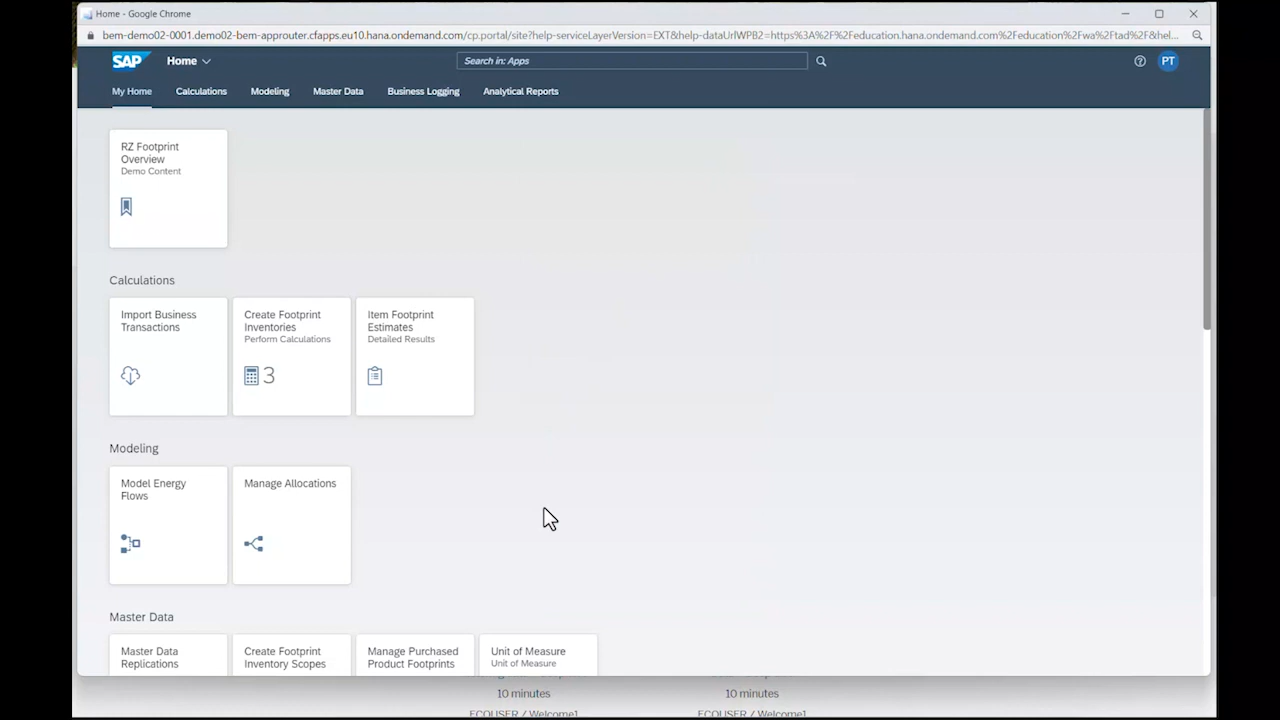 Home - Google Chrome
bem-demo02-0001.demo02-bem-approuter.cfapps.eu10.hana.ondemand.com/cp.portal/site?help-serviceLayerVersion=EXT&help-dataUrlWPB2=https%3A%2F%2Feducation.hana.ondemand.com%2Feducation%2Fwa%2Ftad%2F&hel...
SAP Home
Search in: Apps
PT
My Home Calculations Modeling Master Data Business Logging Analytical Reports
RZ Footprint
Overview
Demo Content
Calculations
Import Business
Transactions
Create Footprint
Inventories
Perform Calculations
3
Item Footprint
Estimates
Detailed Results
Modeling
Model Energy
Flows
Manage Allocations
Master Data
Master Data
Replications
Create Footprint
Inventory Scopes
Manage Purchased
Product Footprints
Unit of Measure
Unit of Measure
10 minutes 10 minutes
ECOUSER / Welcome1 ECOUSER / Welcome1